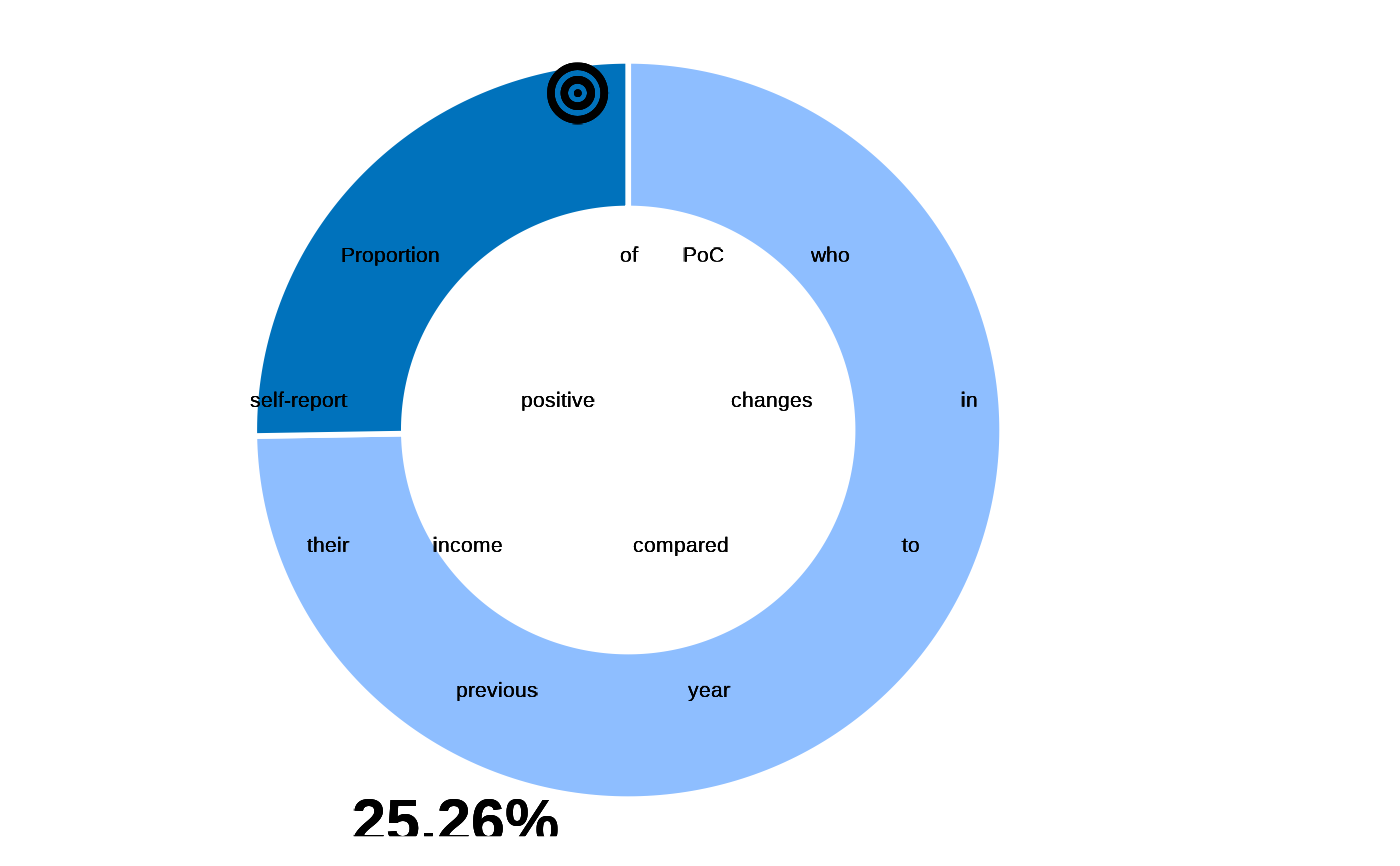 Proportion of PoC who
self-report positive changes in
their income compared to
previous year
25.26%